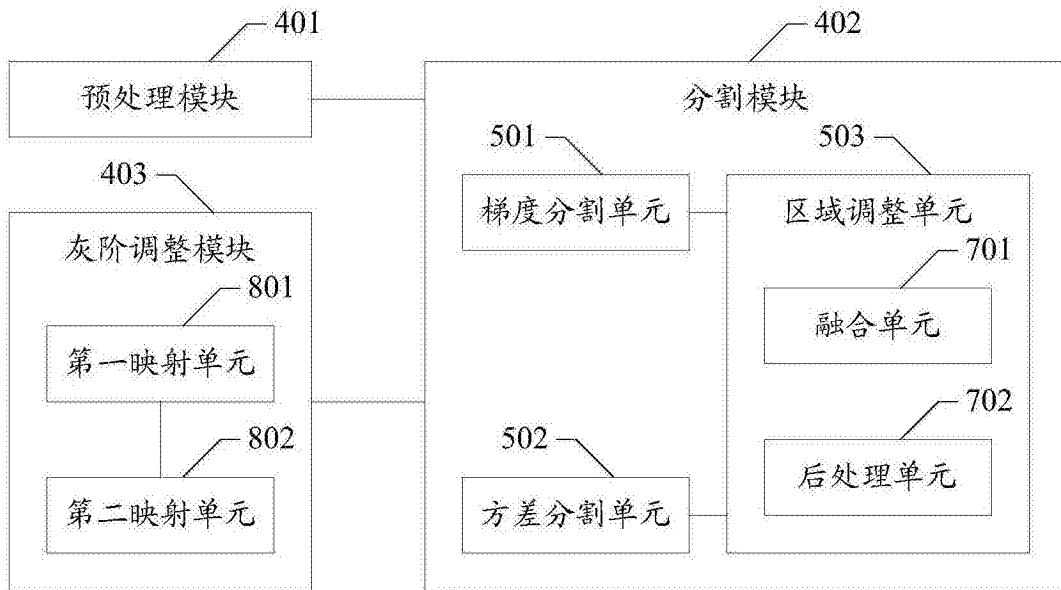 401
预处理模块
402
分割模块
403
灰阶调整模块
801
第一映射单元
802
第二映射单元
501
梯度分割单元
502
方差分割单元
503
区域调整单元
701
融合单元
702
后处理单元